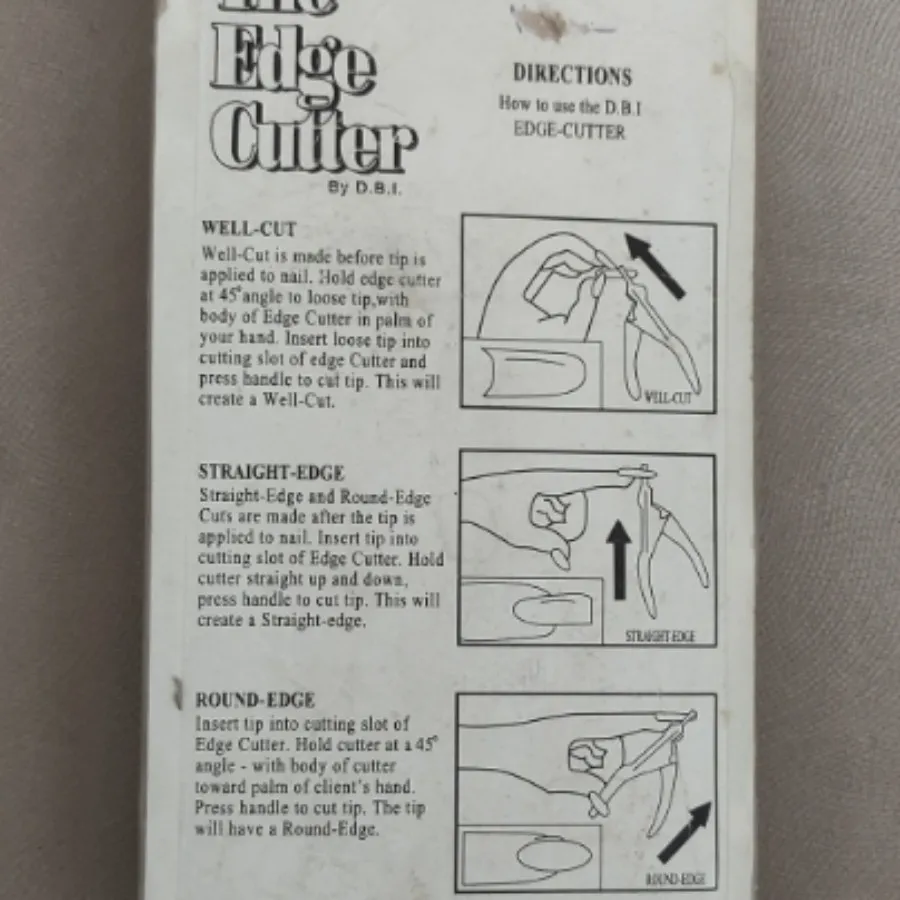 The
Edge
Cutter
By D.B.I.
DIRECTIONS
How to use the D.B.I
EDGE-CUTTER
WELL-CUT
Well-Cut is made before tip is
applied to nail. Hold edge cutter
at 45° angle to loose tip,with
body of Edge Cutter in palm of
your hand. Insert loose tip into
cutting slot of edge Cutter and
press handle to cut tip. This will
create a Well-Cut.
WELL-CUT
STRAIGHT-EDGE
Straight-Edge and Round-Edge
Cuts are made after the tip is
applied to nail. Insert tip into
cutting slot of Edge Cutter. Hold
cutter straight up and down,
press handle to cut tip. This will
create a Straight-edge.
STRAIGHT-EDGE
ROUND-EDGE
Insert tip into cutting slot of
Edge Cutter. Hold cutter at a 45°
angle - with body of cutter
toward palm of client's hand.
Press handle to cut tip. The tip
will have a Round-Edge.
ROUND-EDGE